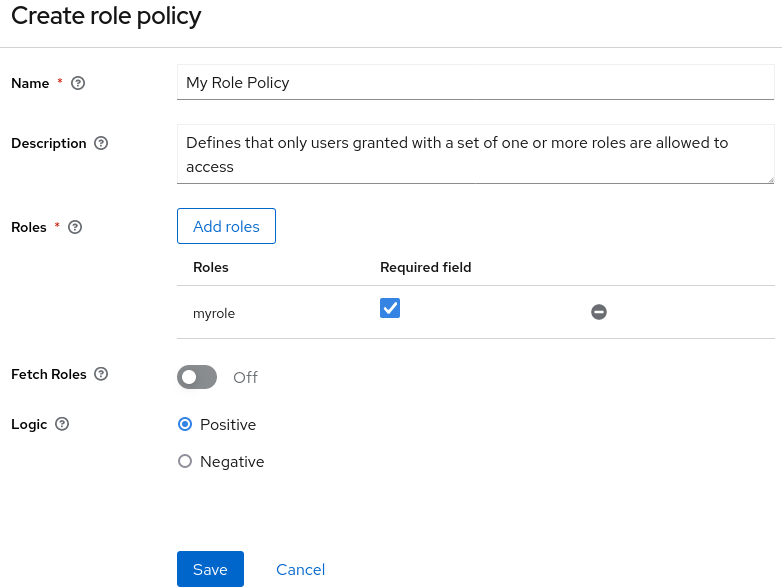 Create role policy
Name *
My Role Policy
Description
Defines that only users granted with a set of one or more roles are allowed to
access
Roles *
Add roles
Roles Required field
myrole
Fetch Roles
Off
Logic
Positive
Negative
Save Cancel